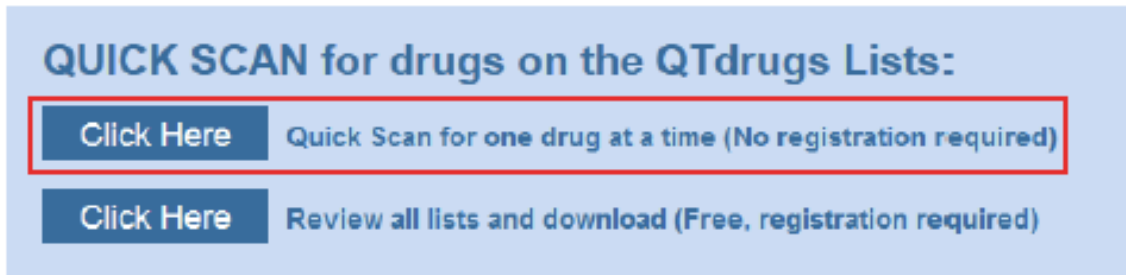 QUICK SCAN for drugs on the QTdrugs Lists:
Click Here Quick Scan for one drug at a time (No registration required)
Click Here Review all lists and download (Free, registration required)